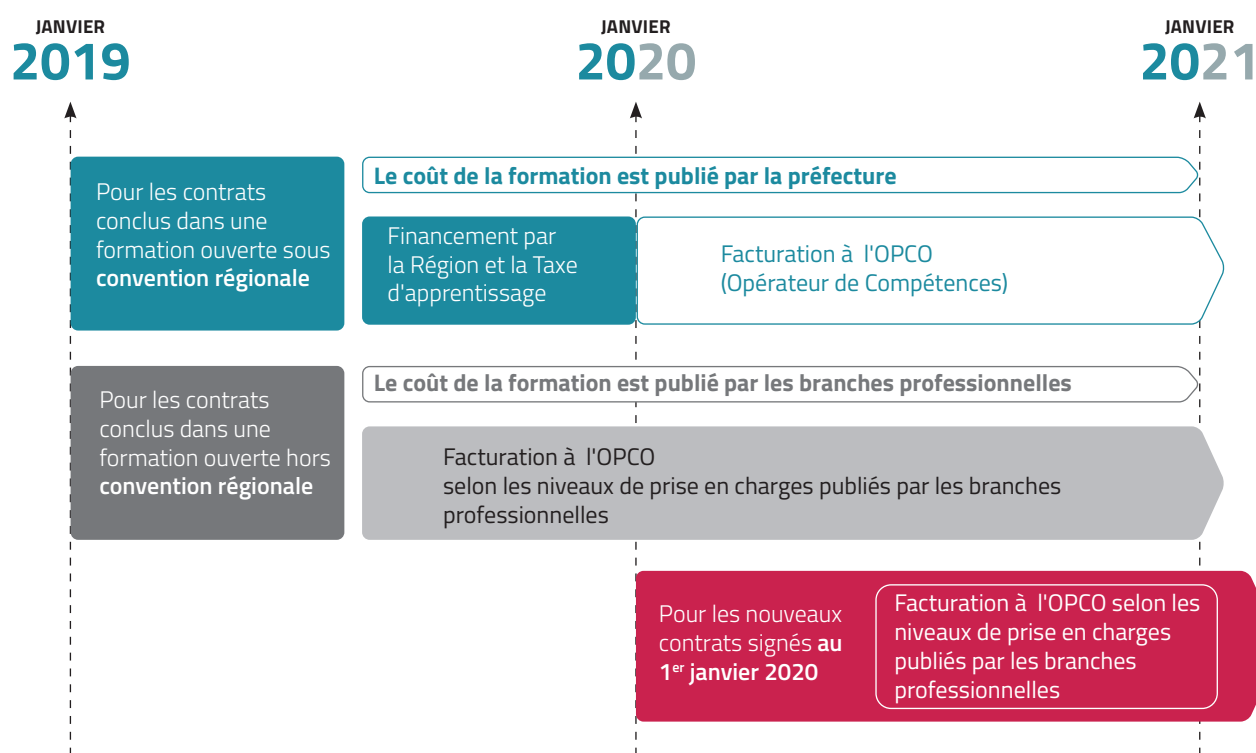 JANVIER
2019
JANVIER
2020
JANVIER
2021
Pour les contrats
conclus dans une
formation ouverte sous
convention régionale
Le coût de la formation est publié par la préfecture
Financement par
la Région et la Taxe
d'apprentissage
Facturation à l'OPCO
(Opérateur de Compétences)
Pour les contrats
conclus dans une
formation ouverte hors
convention régionale
Le coût de la formation est publié par les branches professionnelles
Facturation à l'OPCO
selon les niveaux de prise en charges publiés par les branches
professionnelles
Pour les nouveaux
contrats signés au
1er janvier 2020
Facturation à l'OPCO selon les
niveaux de prise en charges
publiés par les branches
professionnelles